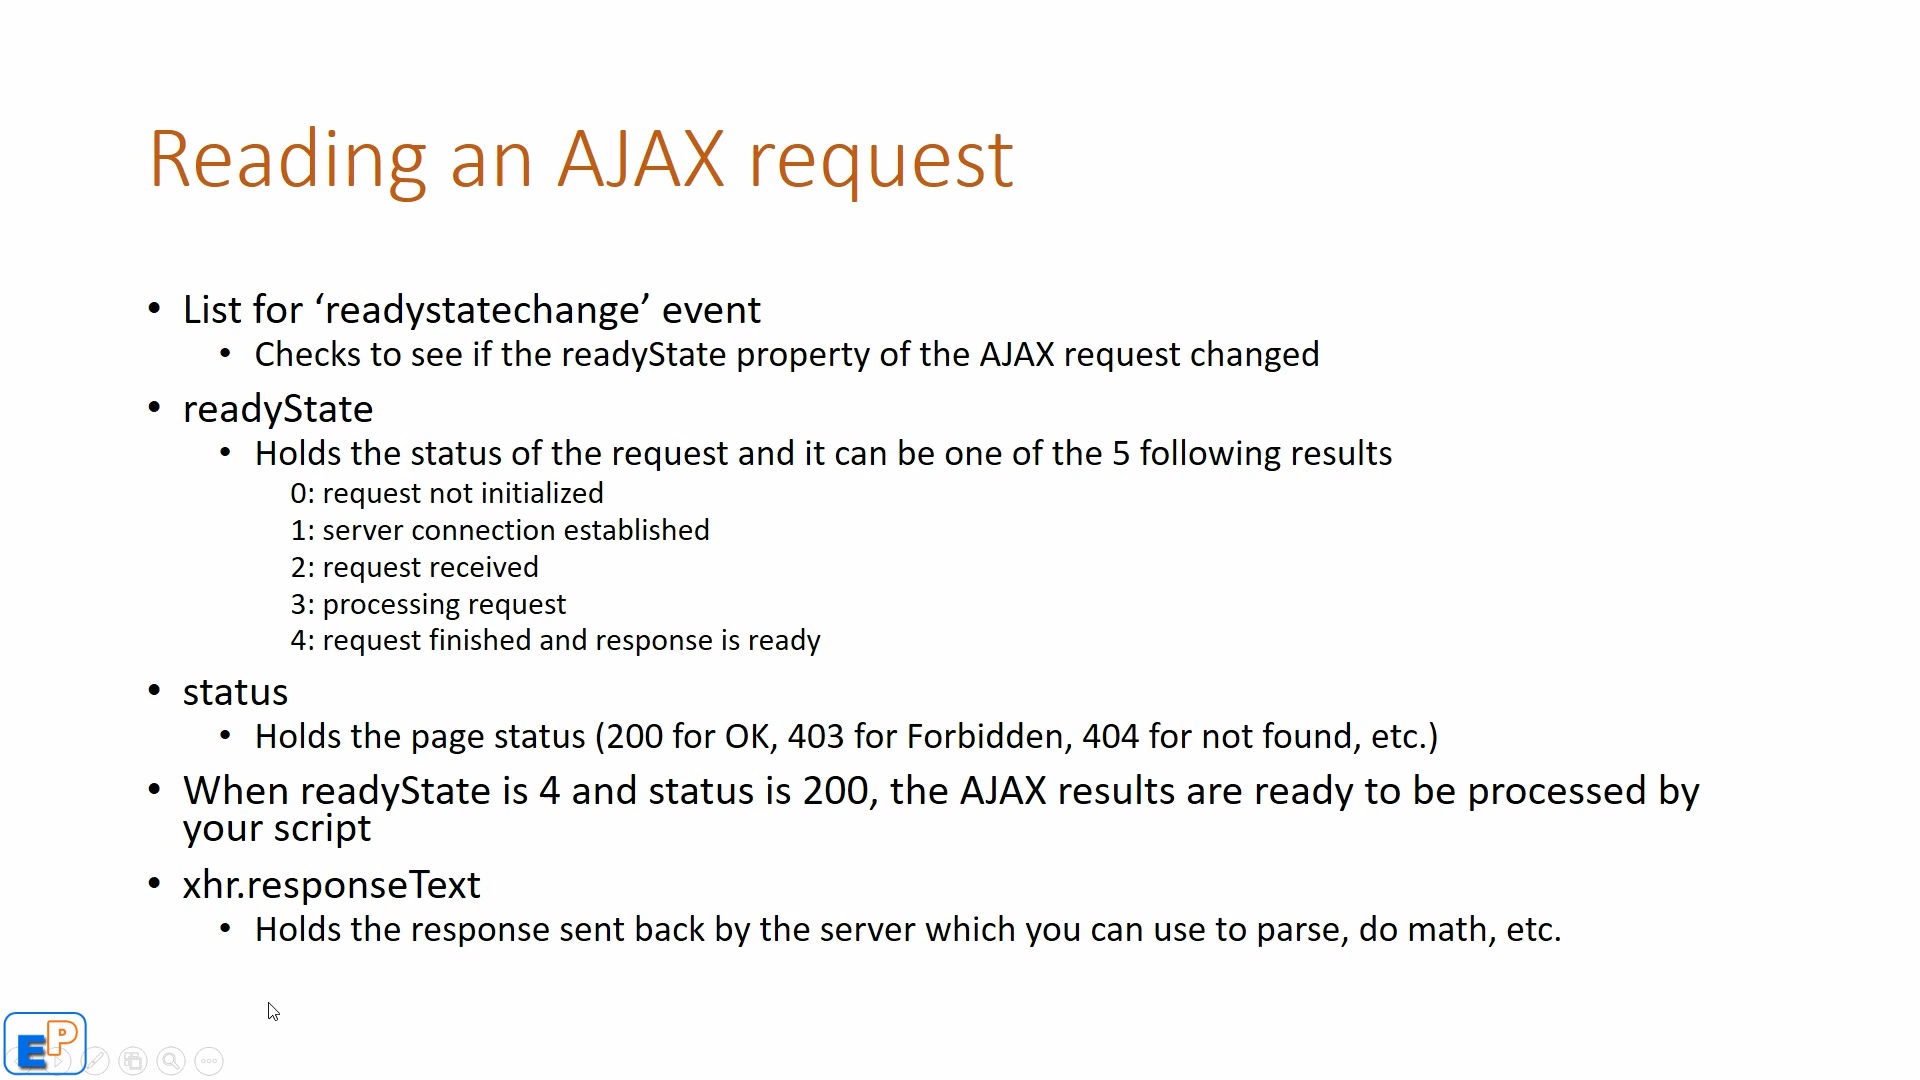 Reading an AJAX request
• List for ‘readystatechange’ event
• Checks to see if the readyState property of the AJAX request changed
• readyState
• Holds the status of the request and it can be one of the 5 following results
0: request not initialized
1: server connection established
2: request received
3: processing request
4: request finished and response is ready
• status
• Holds the page status (200 for OK, 403 for Forbidden, 404 for not found, etc.)
• When readyState is 4 and status is 200, the AJAX results are ready to be processed by
your script
• xhr.responseText
• Holds the response sent back by the server which you can use to parse, do math, etc.
EP